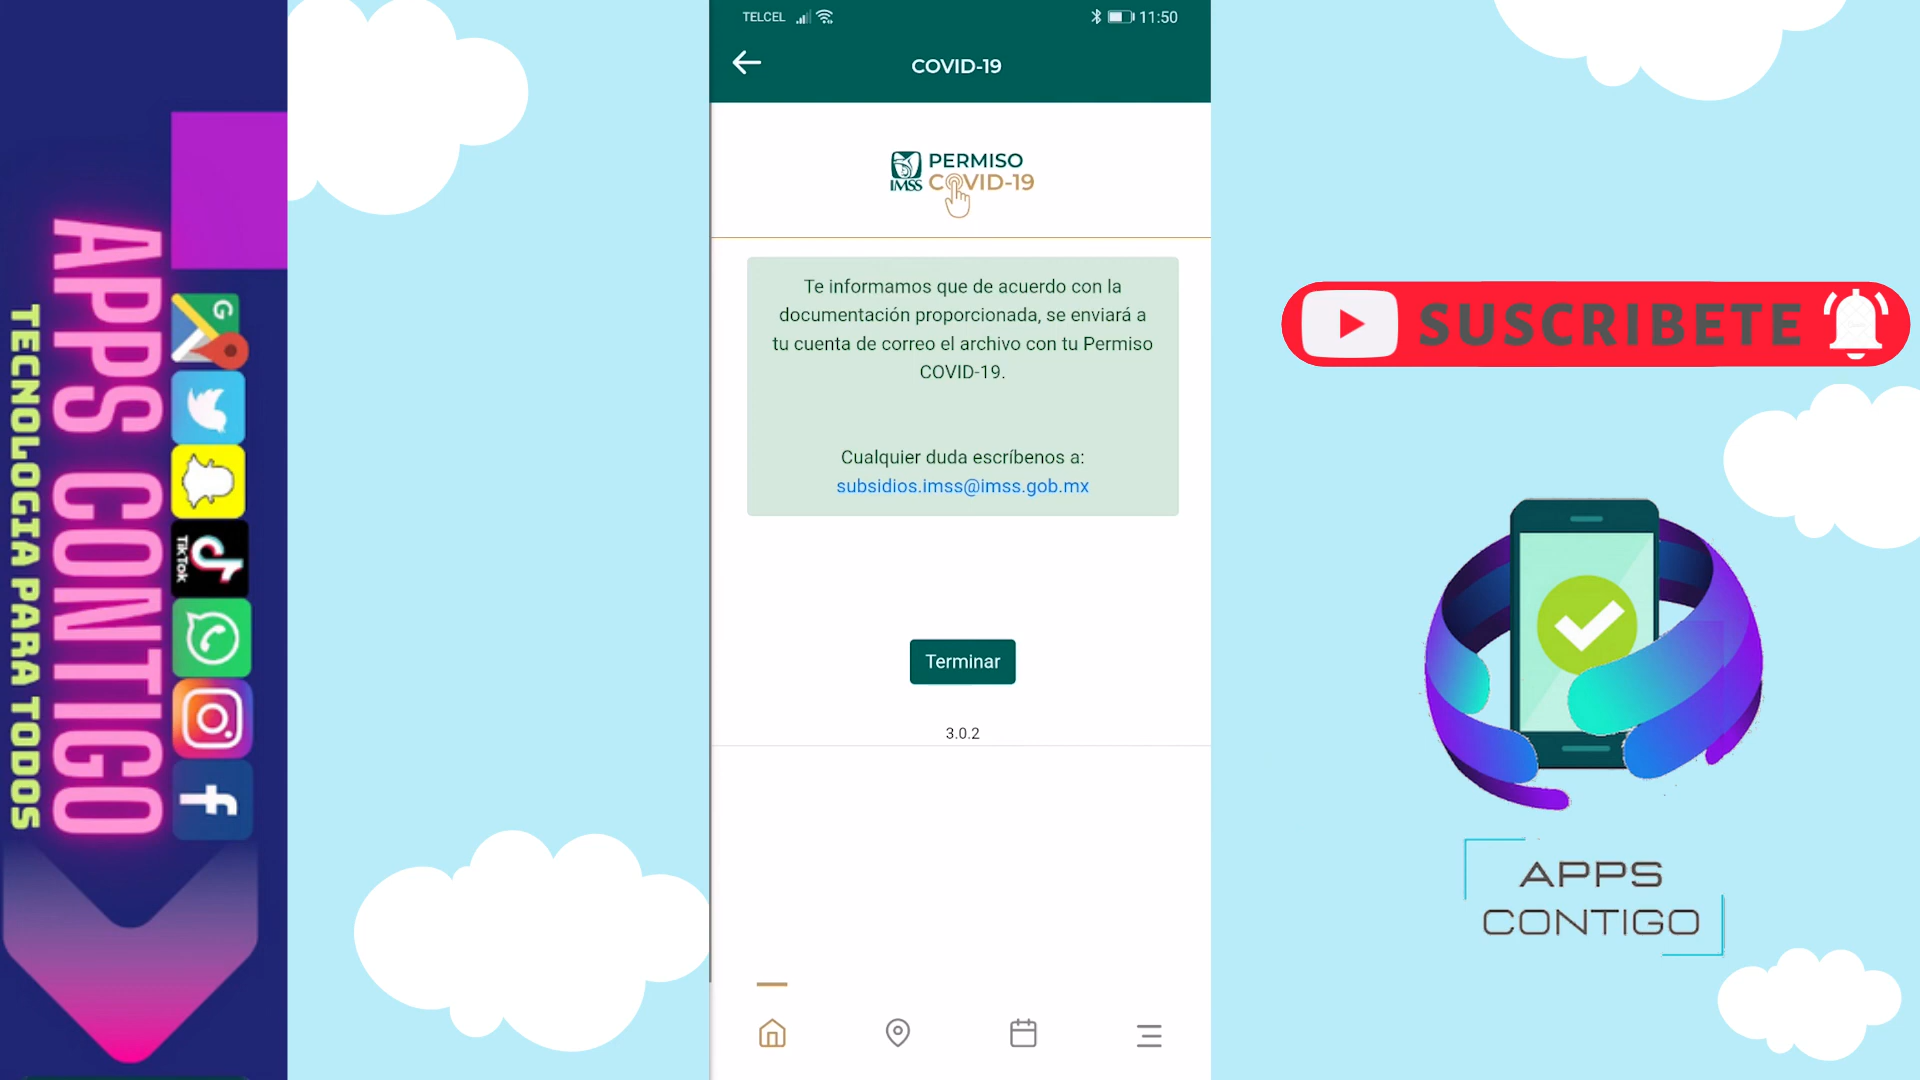 APPS CONTIGO
TECNOLOGIA PARA TODOS
G
TikTok
TELCEL
11:50
COVID-19
IMSS
PERMISO
COVID-19
Te informamos que de acuerdo con la
documentación proporcionada, se enviará a
tu cuenta de correo el archivo con tu Permiso
COVID-19.
Cualquier duda escríbenos a:
subsidios.imss@imss.gob.mx
Terminar
3.0.2
SUSCRIBETE
APPS
CONTIGO